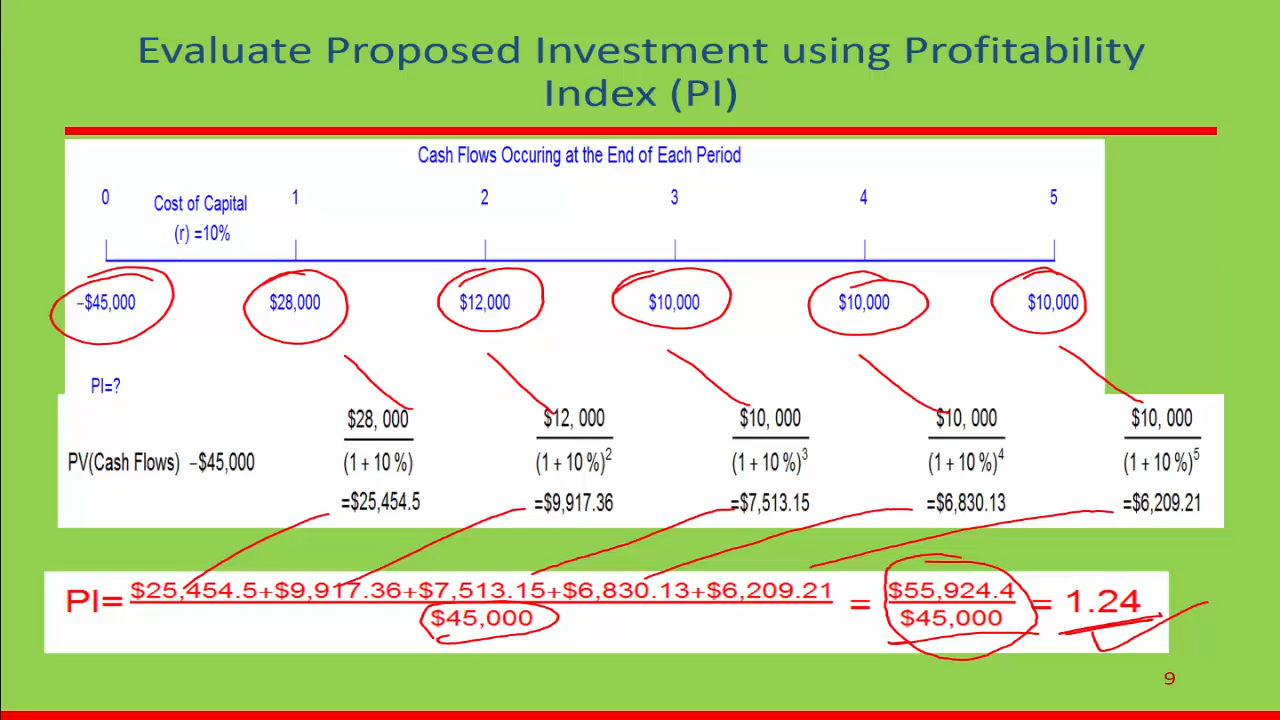 Evaluate Proposed Investment using Profitability
Index (PI)
Cash Flows Occuring at the End of Each Period
0 1 2 3 4 5
Cost of Capital
(r) =10%
–$45,000 $28,000 $12,000 $10,000 $10,000 $10,000
PI=?
$28, 000 $12, 000 $10, 000 $10, 000 $10, 000
PV(Cash Flows) –$45,000 (1 + 10 %) (1 + 10 %)² (1 + 10 %)³ (1 + 10 %)⁴ (1 + 10 %)⁵
=$25,454.5 =$9,917.36 =$7,513.15 =$6,830.13 =$6,209.21
PI= $25,454.5+$9,917.36+$7,513.15+$6,830.13+$6,209.21 = $55,924.4 = 1.24
$45,000 $45,000
9